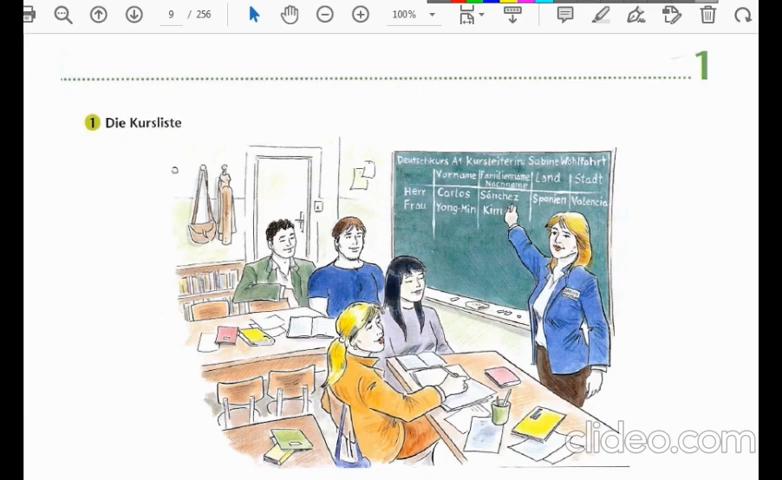 9 / 256
100%
1
1 Die Kursliste
Deutschkurs A1 Kursleiterin: Sabine Wohlfahrt
Vorname Familienname Nachname Land Stadt
Herr Carlos Sánchez Spanien Valencia
Frau Yong-Min Kim
clideo.com